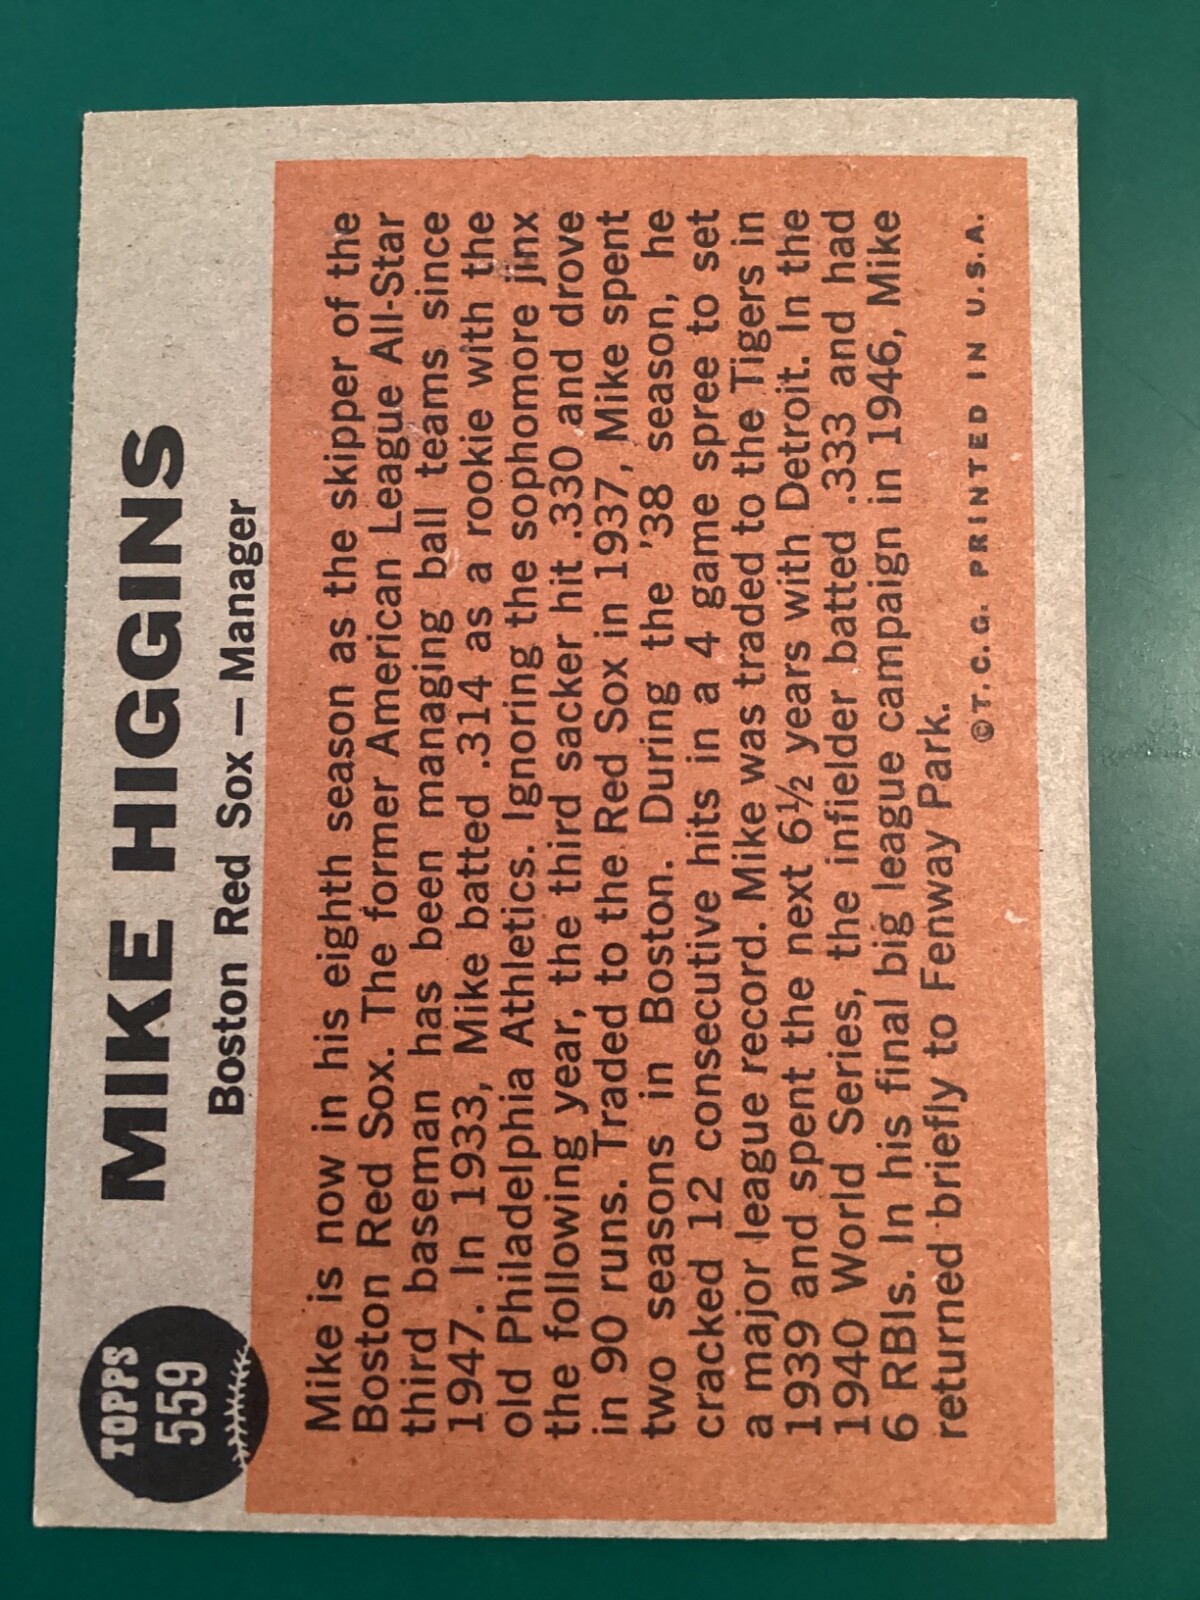 TOPPS
559
MIKE HIGGINS
Boston Red Sox — Manager
Mike is now in his eighth season as the skipper of the
Boston Red Sox. The former American League All-Star
third baseman has been managing ball teams since
1947. In 1933, Mike batted .314 as a rookie with the
old Philadelphia Athletics. Ignoring the sophomore jinx
the following year, the third sacker hit .330 and drove
in 90 runs. Traded to the Red Sox in 1937, Mike spent
two seasons in Boston. During the '38 season, he
cracked 12 consecutive hits in a 4 game spree to set
a major league record. Mike was traded to the Tigers in
1939 and spent the next 6½ years with Detroit. In the
1940 World Series, the infielder batted .333 and had
6 RBIs. In his final big league campaign in 1946, Mike
returned briefly to Fenway Park.
© T. C. G. PRINTED IN U.S.A.